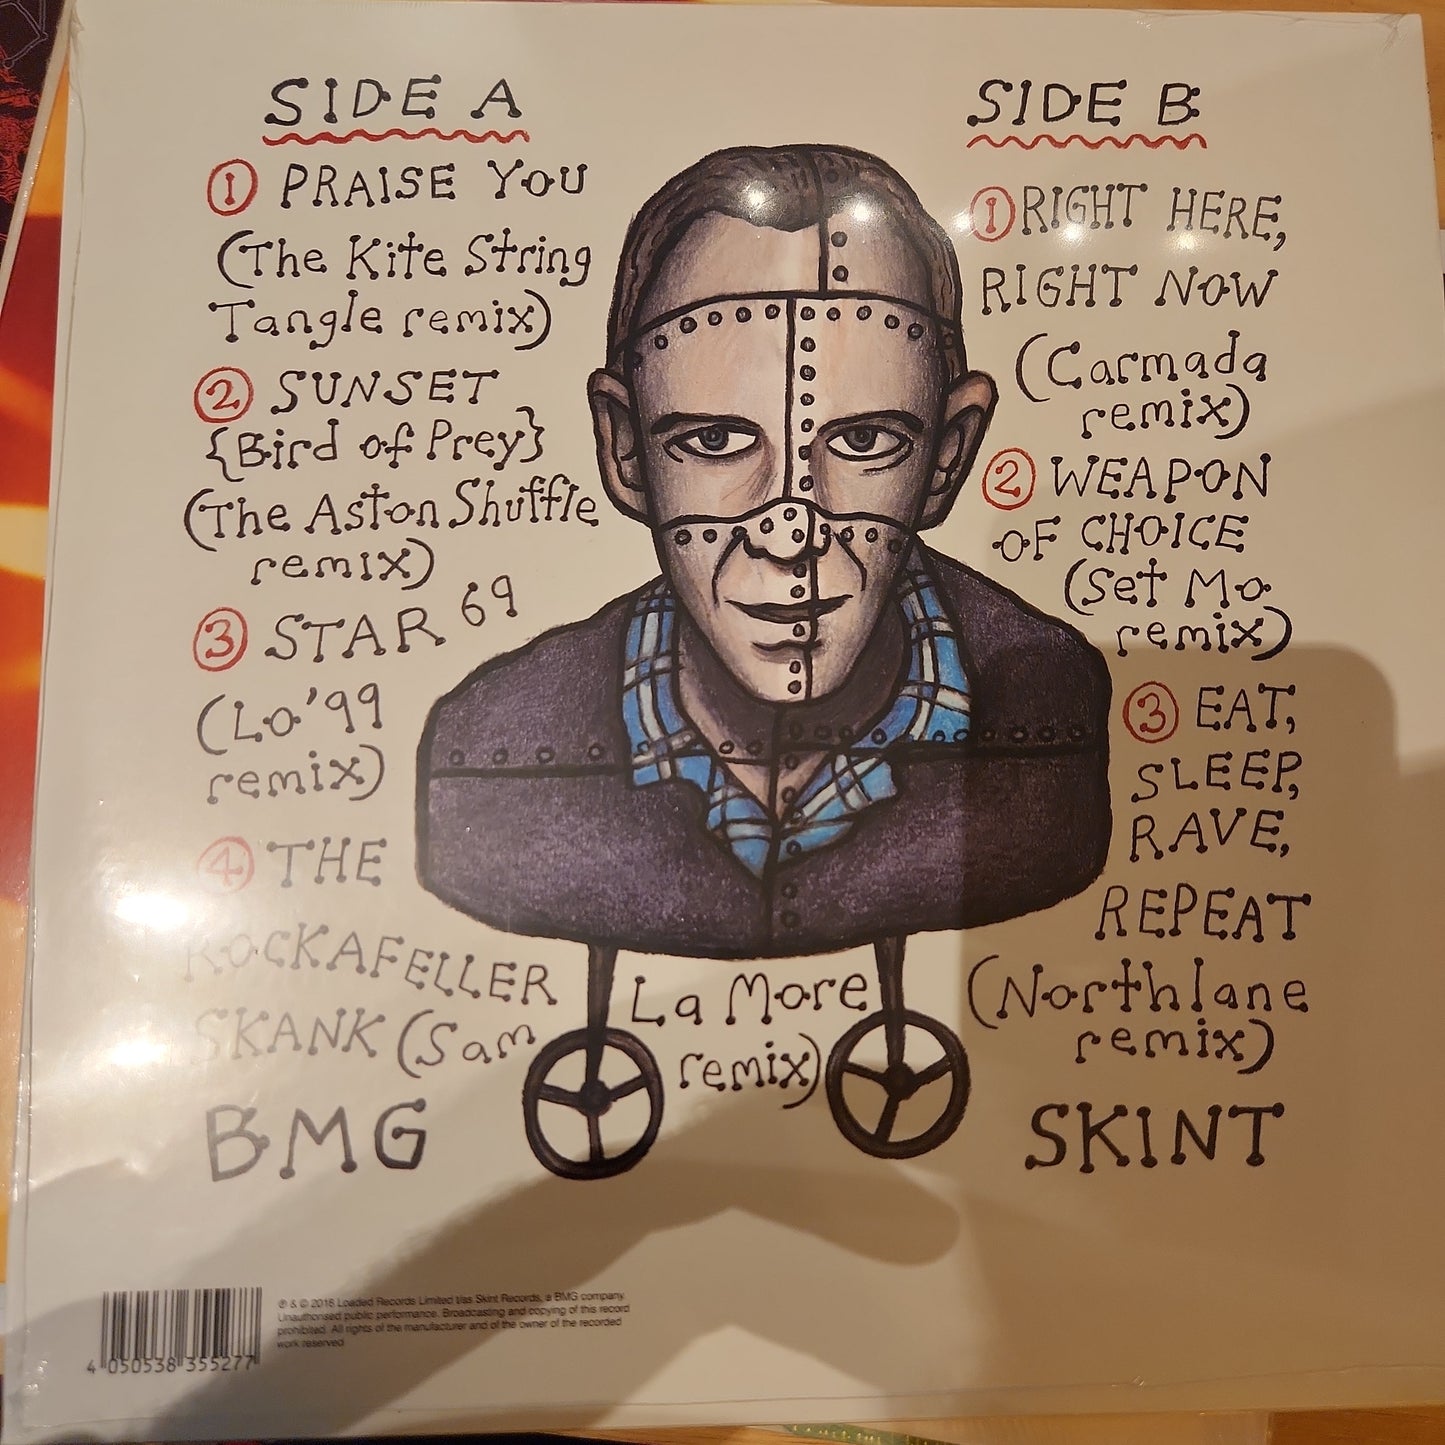 SIDE A
① PRAISE YOU
(The Kite String
Tangle remix)
② SUNSET
{Bird of Prey}
(The Aston Shuffle
remix)
③ STAR 69
(Lo'99
remix)
④ THE
ROCKAFELLER
SKANK (Sam
La More
remix)
BMG
SIDE B
① RIGHT HERE,
RIGHT NOW
(Carmada
remix)
② WEAPON
OF CHOICE
(Set Mo
remix)
③ EAT,
SLEEP,
RAVE,
REPEAT
(Northlane
remix)
SKINT
4 050538 355277
℗ & © 2016 Loaded Records Limited t/as Skint Records, a BMG company.
Unauthorised public performance. Broadcasting and copying of this record
prohibited. All rights of the manufacturer and of the owner of the recorded
work reserved